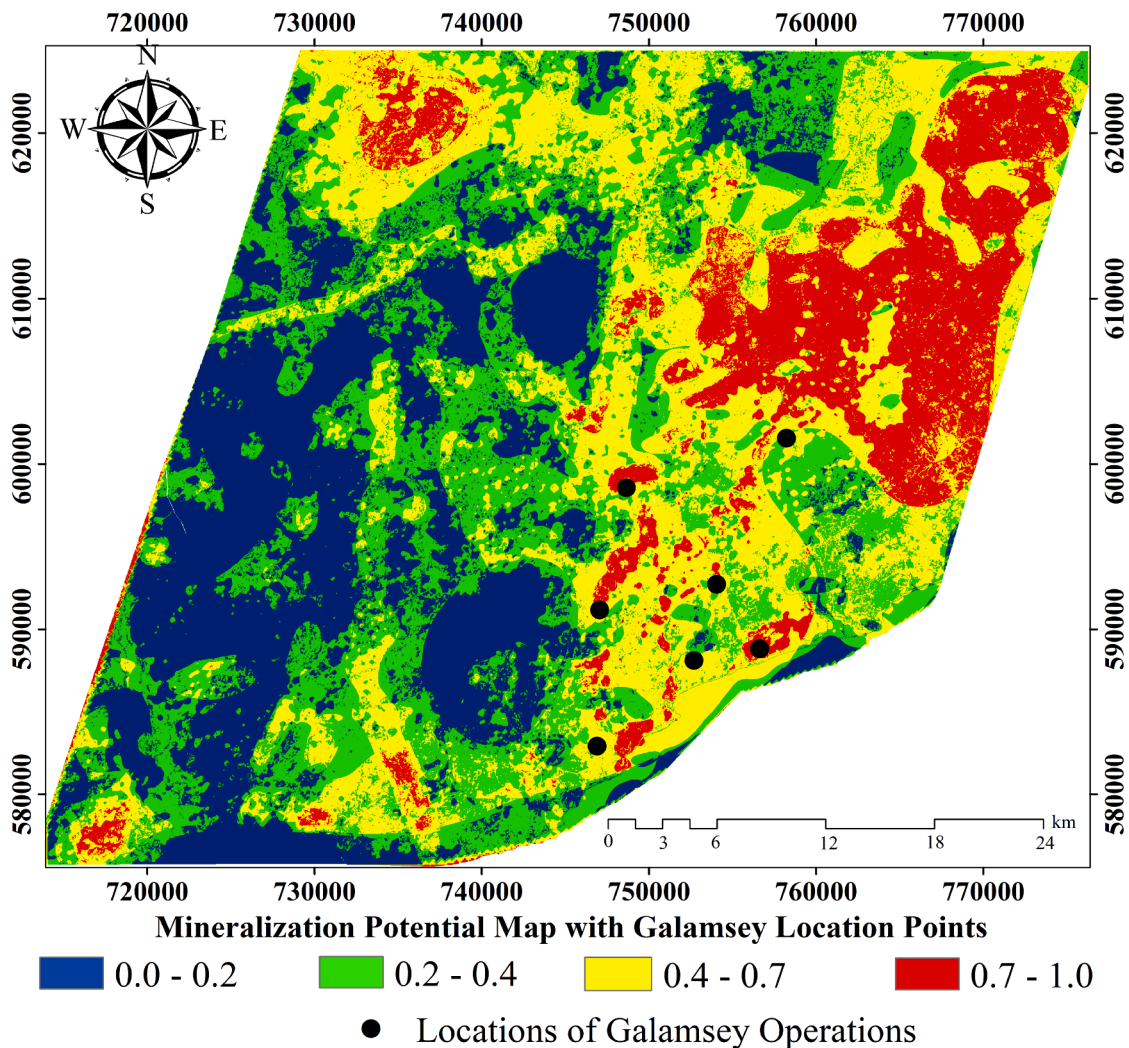 720000 730000 740000 750000 760000 770000
N
W E
S
620000 620000
610000 610000
600000 600000
590000 590000
580000 580000
km
0 3 6 12 18 24
720000 730000 740000 750000 760000 770000
Mineralization Potential Map with Galamsey Location Points
0.0 - 0.2 0.2 - 0.4 0.4 - 0.7 0.7 - 1.0
Locations of Galamsey Operations